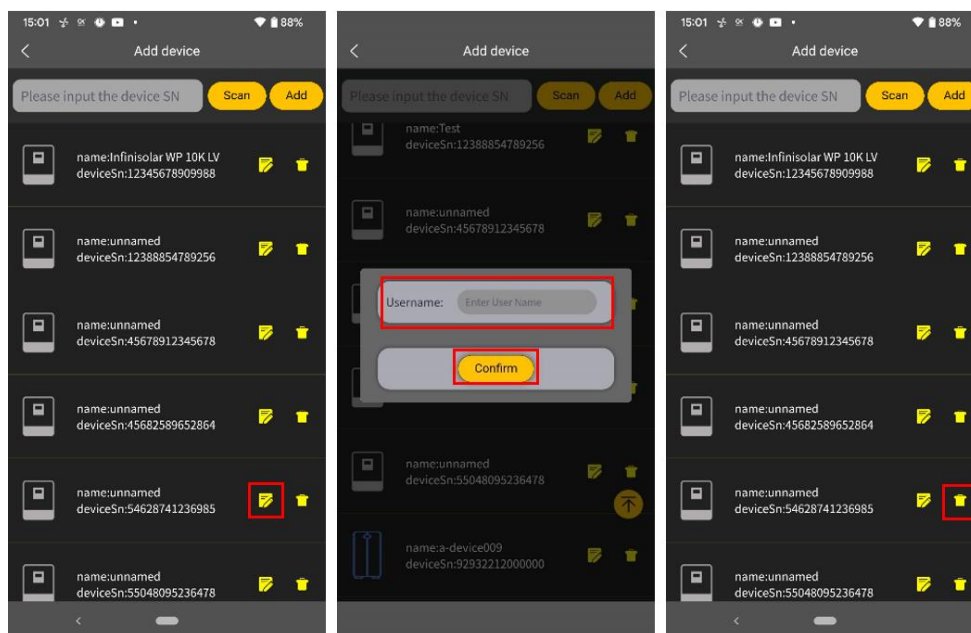 15:01 88%
Add device
Please input the device SN Scan Add
name:Infinisolar WP 10K LV
deviceSn:12345678909988
name:unnamed
deviceSn:12388854789256
name:unnamed
deviceSn:45678912345678
name:unnamed
deviceSn:45682589652864
name:unnamed
deviceSn:54628741236985
name:unnamed
deviceSn:55048095236478
Add device
Please input the device SN Scan Add
name:Test
deviceSn:12388854789256
name:unnamed
deviceSn:45678912345678
Username: Enter User Name
Confirm
name:unnamed
deviceSn:55048095236478
name:a-device009
deviceSn:92932212000000
15:01 88%
Add device
Please input the device SN Scan Add
name:Infinisolar WP 10K LV
deviceSn:12345678909988
name:unnamed
deviceSn:12388854789256
name:unnamed
deviceSn:45678912345678
name:unnamed
deviceSn:45682589652864
name:unnamed
deviceSn:54628741236985
name:unnamed
deviceSn:55048095236478